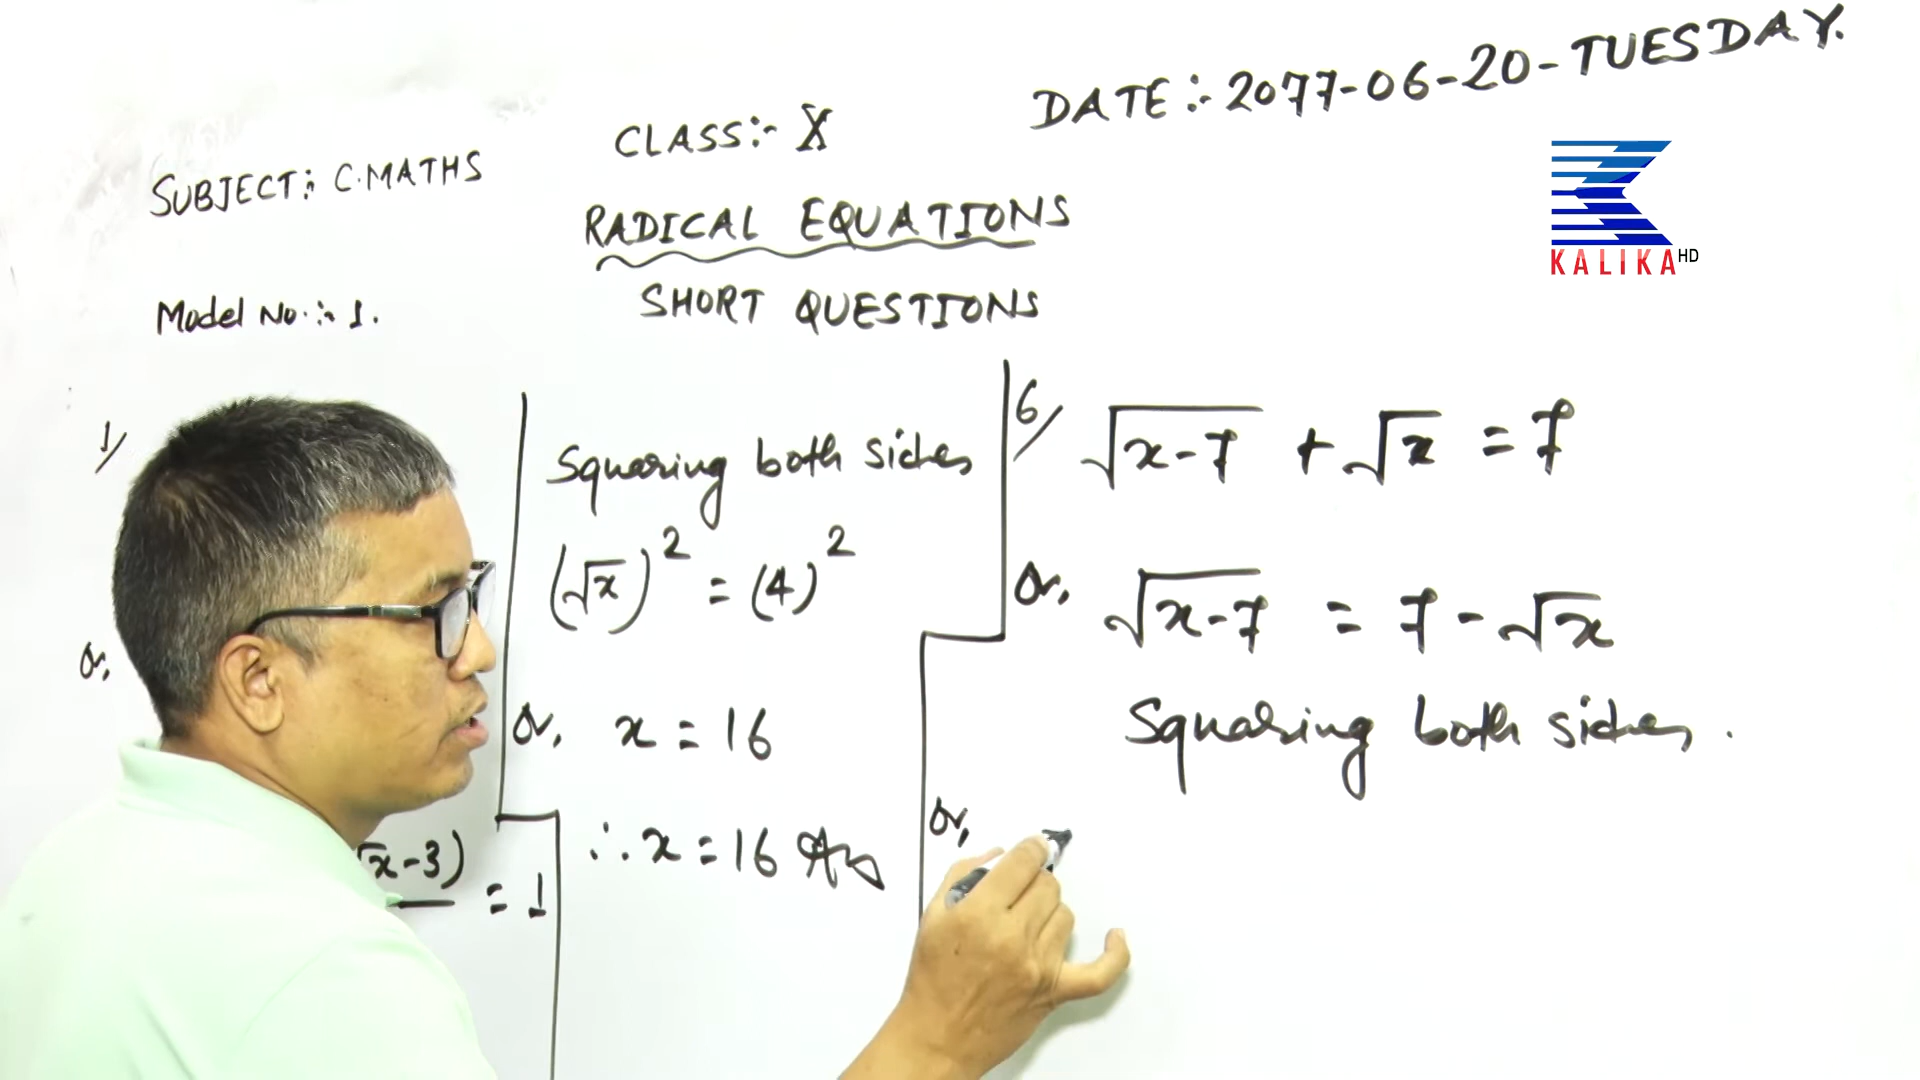 DATE :- 2077-06-20-TUESDAY.
CLASS:- X
SUBJECT:- C.MATHS
RADICAL EQUATIONS
SHORT QUESTIONS
Model No :- 1.
KALIKA HD
1/
Or,
√x-3)
= 1
Squaring both sides
(√x)² = (4)²
Or, x = 16
∴ x = 16 Ans
6/ √x-7 + √x = 7
Or, √x-7 = 7 - √x
Squaring both sides.
Or,